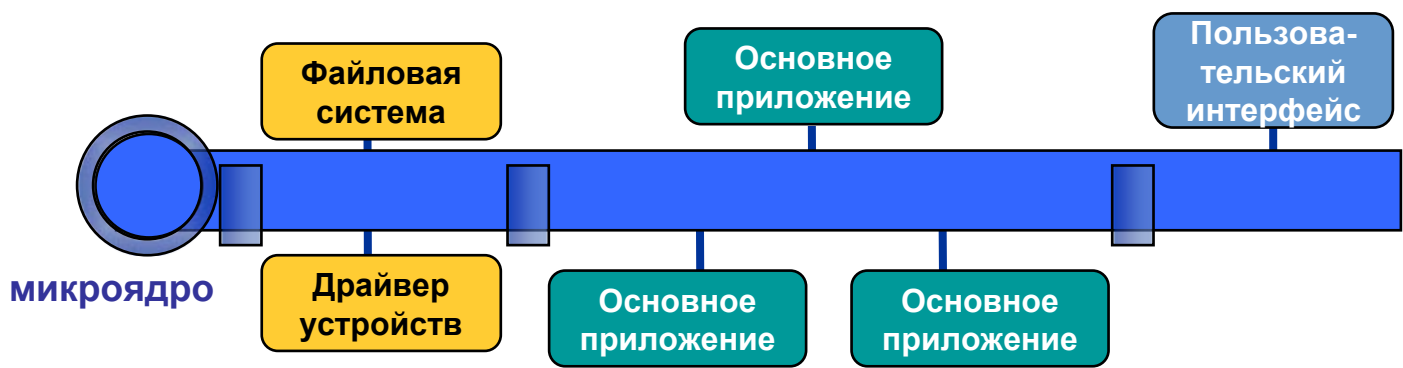 Файловая
система
Основное
приложение
Пользова-
тельский
интерфейс
микроядро
Драйвер
устройств
Основное
приложение
Основное
приложение